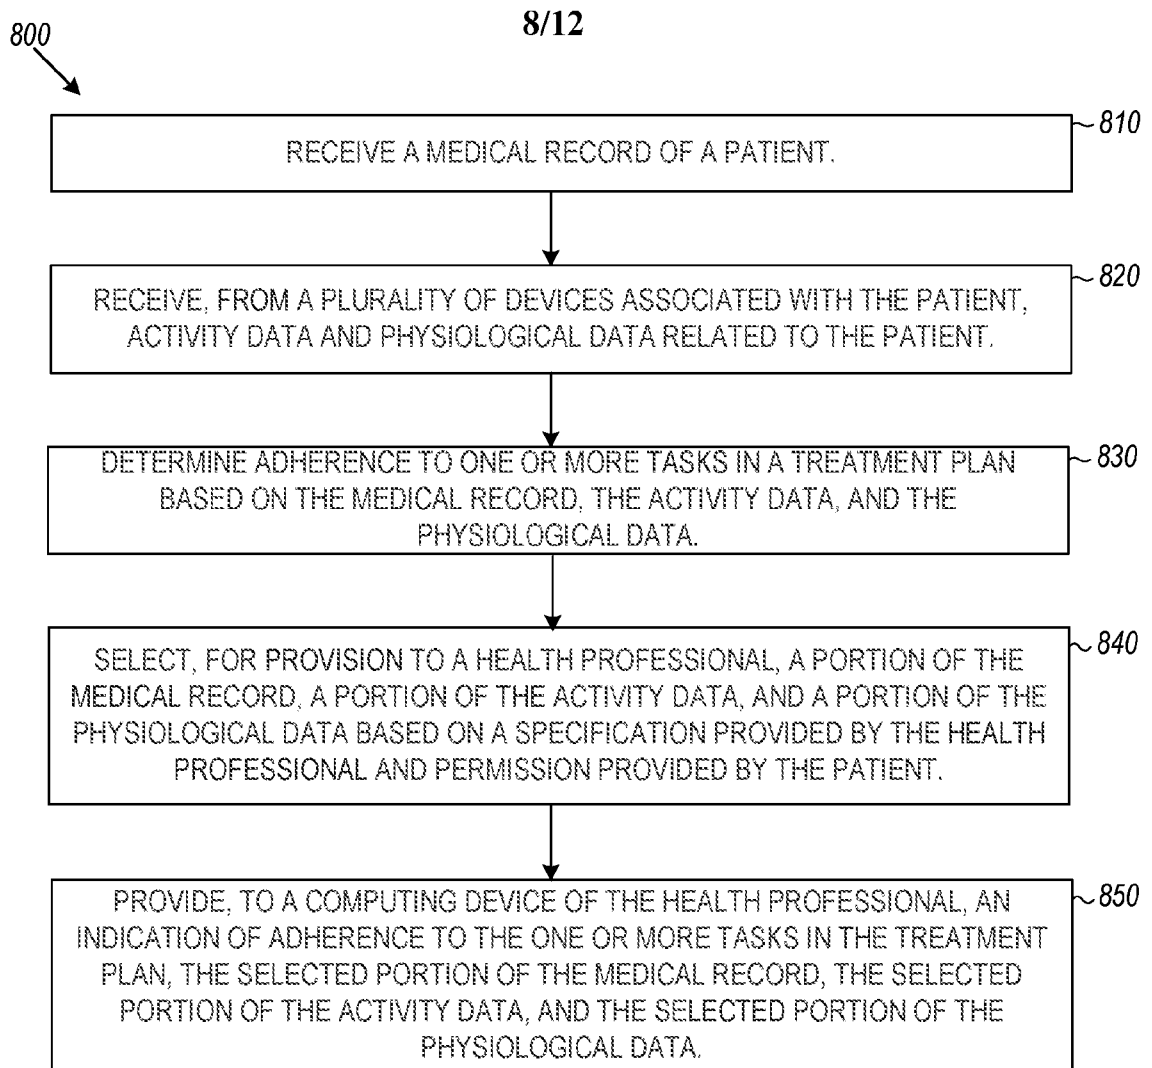 8/12
800
810
RECEIVE A MEDICAL RECORD OF A PATIENT.
820
RECEIVE, FROM A PLURALITY OF DEVICES ASSOCIATED WITH THE PATIENT,
ACTIVITY DATA AND PHYSIOLOGICAL DATA RELATED TO THE PATIENT.
830
DETERMINE ADHERENCE TO ONE OR MORE TASKS IN A TREATMENT PLAN
BASED ON THE MEDICAL RECORD, THE ACTIVITY DATA, AND THE
PHYSIOLOGICAL DATA.
840
SELECT, FOR PROVISION TO A HEALTH PROFESSIONAL, A PORTION OF THE
MEDICAL RECORD, A PORTION OF THE ACTIVITY DATA, AND A PORTION OF THE
PHYSIOLOGICAL DATA BASED ON A SPECIFICATION PROVIDED BY THE HEALTH
PROFESSIONAL AND PERMISSION PROVIDED BY THE PATIENT.
850
PROVIDE, TO A COMPUTING DEVICE OF THE HEALTH PROFESSIONAL, AN
INDICATION OF ADHERENCE TO THE ONE OR MORE TASKS IN THE TREATMENT
PLAN, THE SELECTED PORTION OF THE MEDICAL RECORD, THE SELECTED
PORTION OF THE ACTIVITY DATA, AND THE SELECTED PORTION OF THE
PHYSIOLOGICAL DATA.